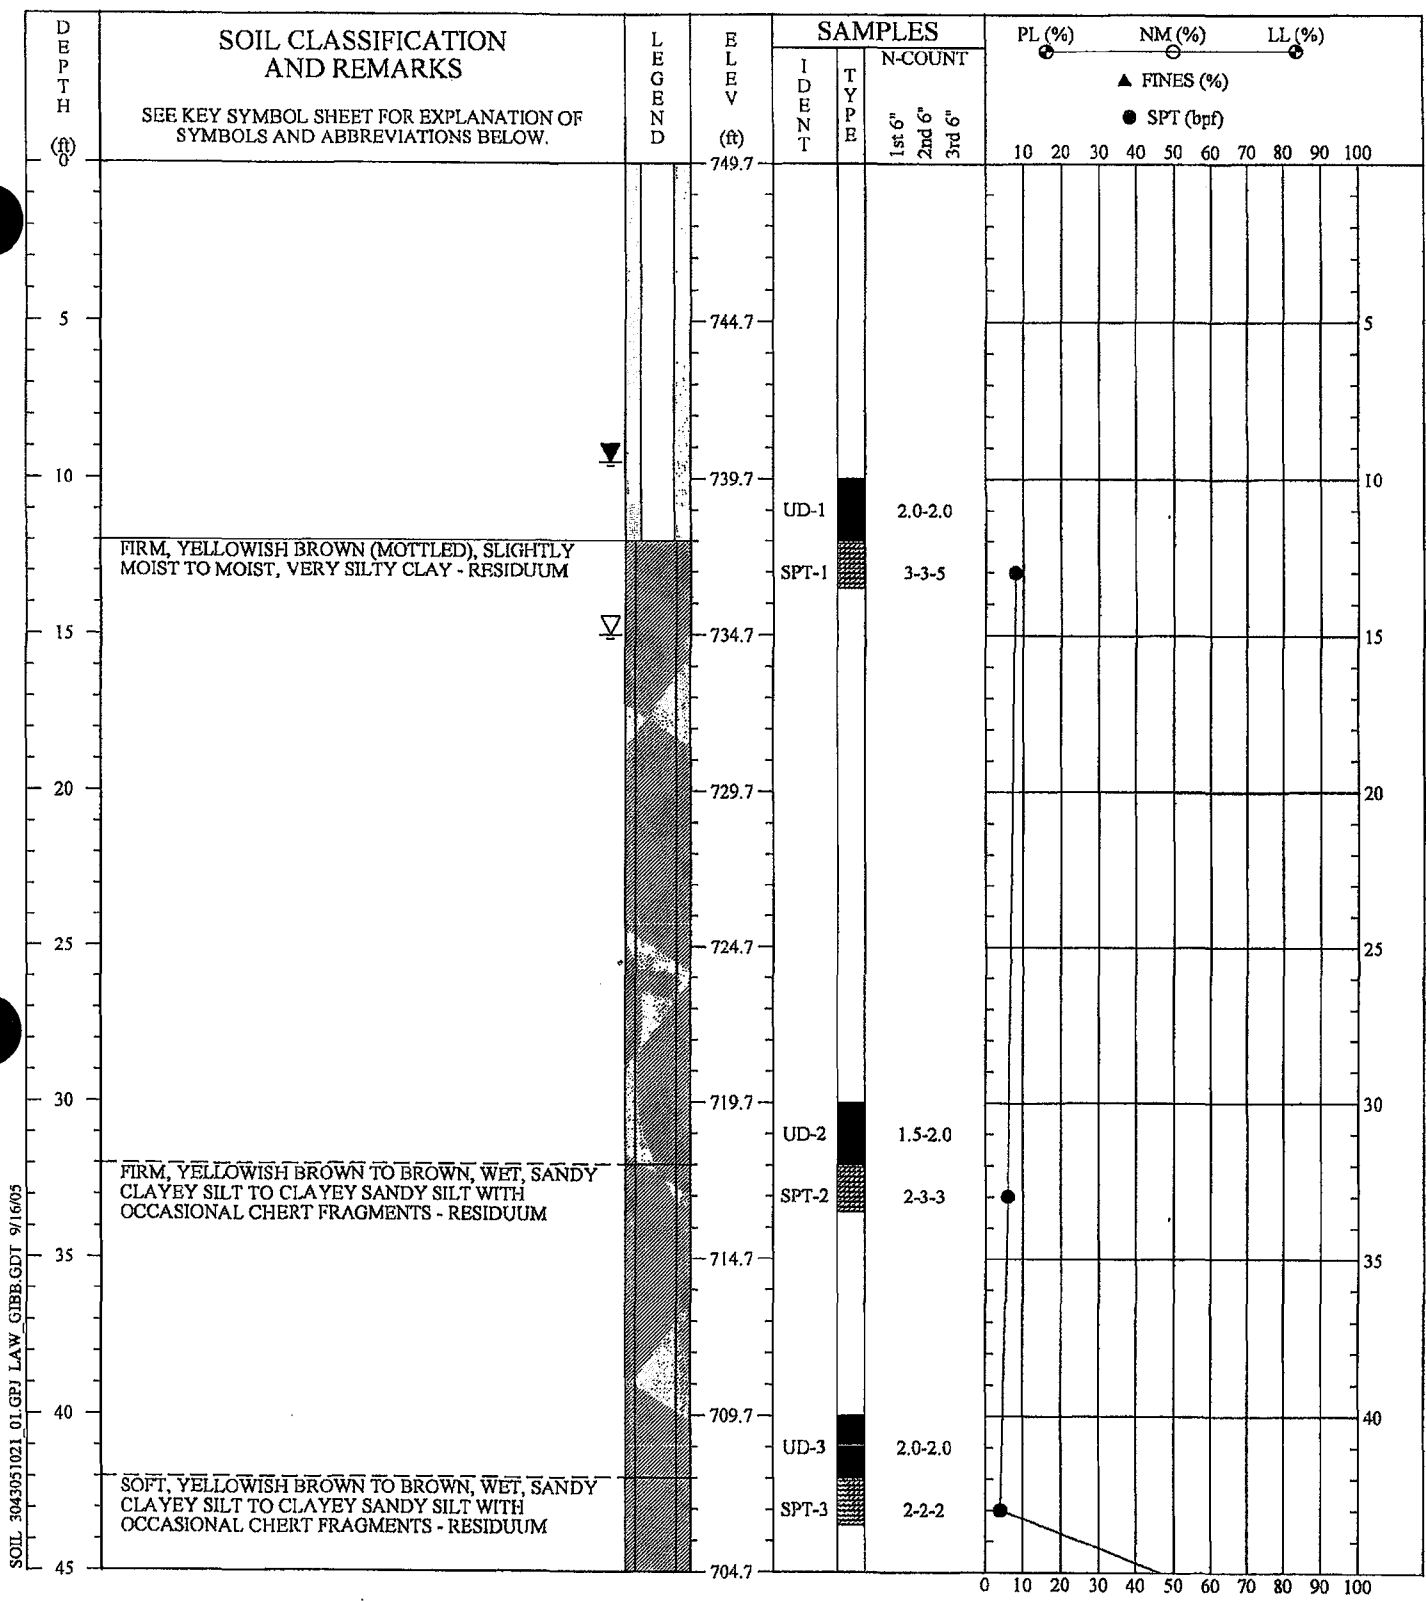 DEPTH (ft)
SOIL CLASSIFICATION
AND REMARKS
SEE KEY SYMBOL SHEET FOR EXPLANATION OF
SYMBOLS AND ABBREVIATIONS BELOW.
LEGEND
ELEV (ft)
SAMPLES
IDENT
TYPE
N-COUNT
1st 6"
2nd 6"
3rd 6"
PL (%) NM (%) LL (%)
▲ FINES (%)
● SPT (bpf)
10 20 30 40 50 60 70 80 90 100
0 749.7
5 744.7 5
10 739.7 10
UD-1 2.0-2.0
FIRM, YELLOWISH BROWN (MOTTLED), SLIGHTLY
MOIST TO MOIST, VERY SILTY CLAY - RESIDUUM
SPT-1 3-3-5
15 734.7 15
20 729.7 20
25 724.7 25
30 719.7 30
UD-2 1.5-2.0
FIRM, YELLOWISH BROWN TO BROWN, WET, SANDY
CLAYEY SILT TO CLAYEY SANDY SILT WITH
OCCASIONAL CHERT FRAGMENTS - RESIDUUM
SPT-2 2-3-3
35 714.7 35
40 709.7 40
UD-3 2.0-2.0
SOFT, YELLOWISH BROWN TO BROWN, WET, SANDY
CLAYEY SILT TO CLAYEY SANDY SILT WITH
OCCASIONAL CHERT FRAGMENTS - RESIDUUM
SPT-3 2-2-2
45 704.7
0 10 20 30 40 50 60 70 80 90 100
SOIL 3043051021_01.GPJ LAW_GIBB.GDT 9/16/05